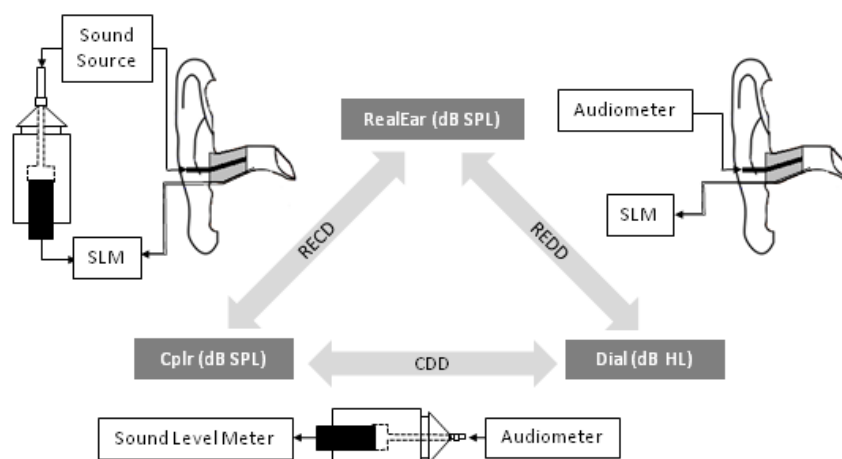 Sound
Source
RealEar (dB SPL)
Audiometer
SLM
SLM
RECD
REDD
Cplr (dB SPL)
CDD
Dial (dB HL)
Sound Level Meter
Audiometer